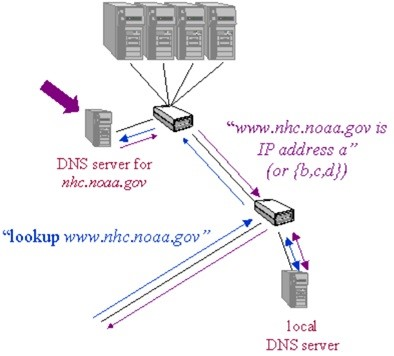 “www.nhc.noaa.gov is
IP address a”
(or {b,c,d})
DNS server for
nhc.noaa.gov
“lookup www.nhc.noaa.gov”
local
DNS server